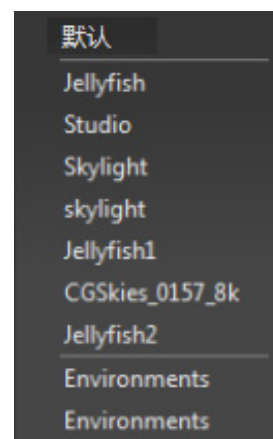 默认
Jellyfish
Studio
Skylight
skylight
Jellyfish1
CGSkies_0157_8k
Jellyfish2
Environments
Environments